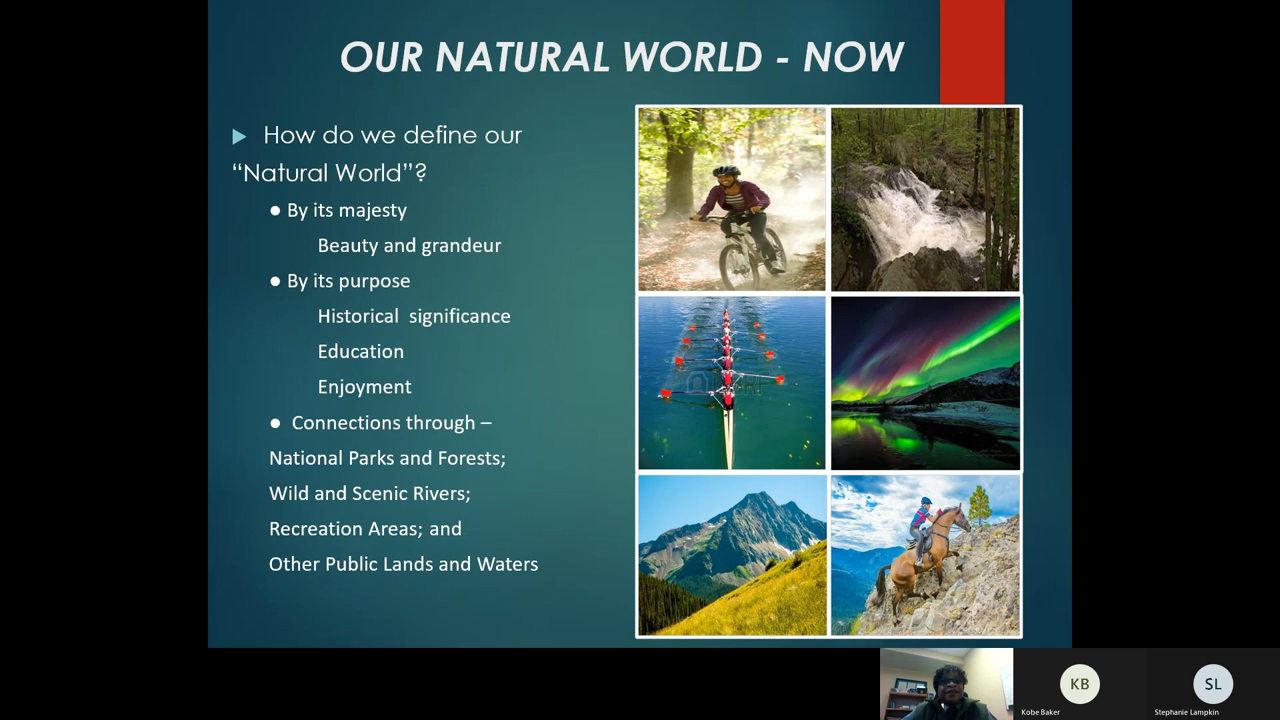 OUR NATURAL WORLD - NOW
How do we define our
“Natural World”?
● By its majesty
Beauty and grandeur
● By its purpose
Historical significance
Education
Enjoyment
● Connections through –
National Parks and Forests;
Wild and Scenic Rivers;
Recreation Areas; and
Other Public Lands and Waters
KB
SL
Kobe Baker
Stephanie Lampkin